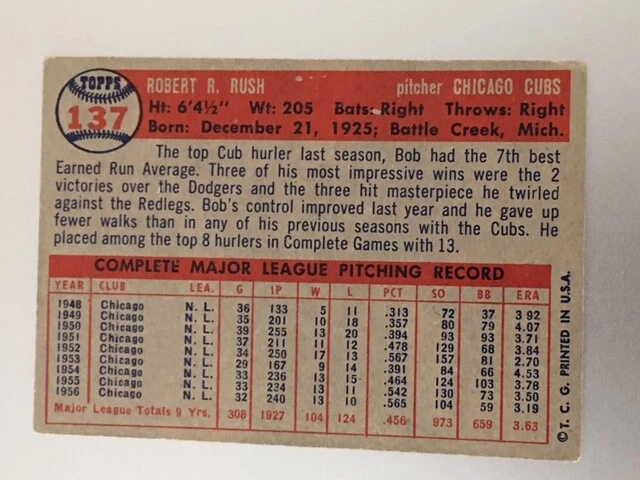 TOPPS
137
ROBERT R. RUSH pitcher CHICAGO CUBS
Ht: 6'4½" Wt: 205 Bats: Right Throws: Right
Born: December 21, 1925; Battle Creek, Mich.
The top Cub hurler last season, Bob had the 7th best
Earned Run Average. Three of his most impressive wins were the 2
victories over the Dodgers and the three hit masterpiece he twirled
against the Redlegs. Bob's control improved last year and he gave up
fewer walks than in any of his previous seasons with the Cubs. He
placed among the top 8 hurlers in Complete Games with 13.
COMPLETE MAJOR LEAGUE PITCHING RECORD
YEAR CLUB LEA. G IP W L PCT SO BB ERA
1948 Chicago N. L. 36 133 5 11 .313 72 37 3 92
1949 Chicago N. L. 35 201 10 18 .357 80 79 4.07
1950 Chicago N. L. 39 255 13 20 .394 93 93 3.71
1951 Chicago N. L. 37 211 11 12 .478 129 68 3.84
1952 Chicago N. L. 34 250 17 13 .567 157 81 2.70
1953 Chicago N. L. 29 167 9 14 .391 84 66 4.53
1954 Chicago N. L. 33 236 13 15 .464 124 103 3.78
1955 Chicago N. L. 33 234 13 11 .542 130 73 3.50
1956 Chicago N. L. 32 240 13 10 .565 104 59 3.19
Major League Totals 9 Yrs. 308 1927 104 124 .456 973 659 3.63
© T. C. G. PRINTED IN U.S.A.